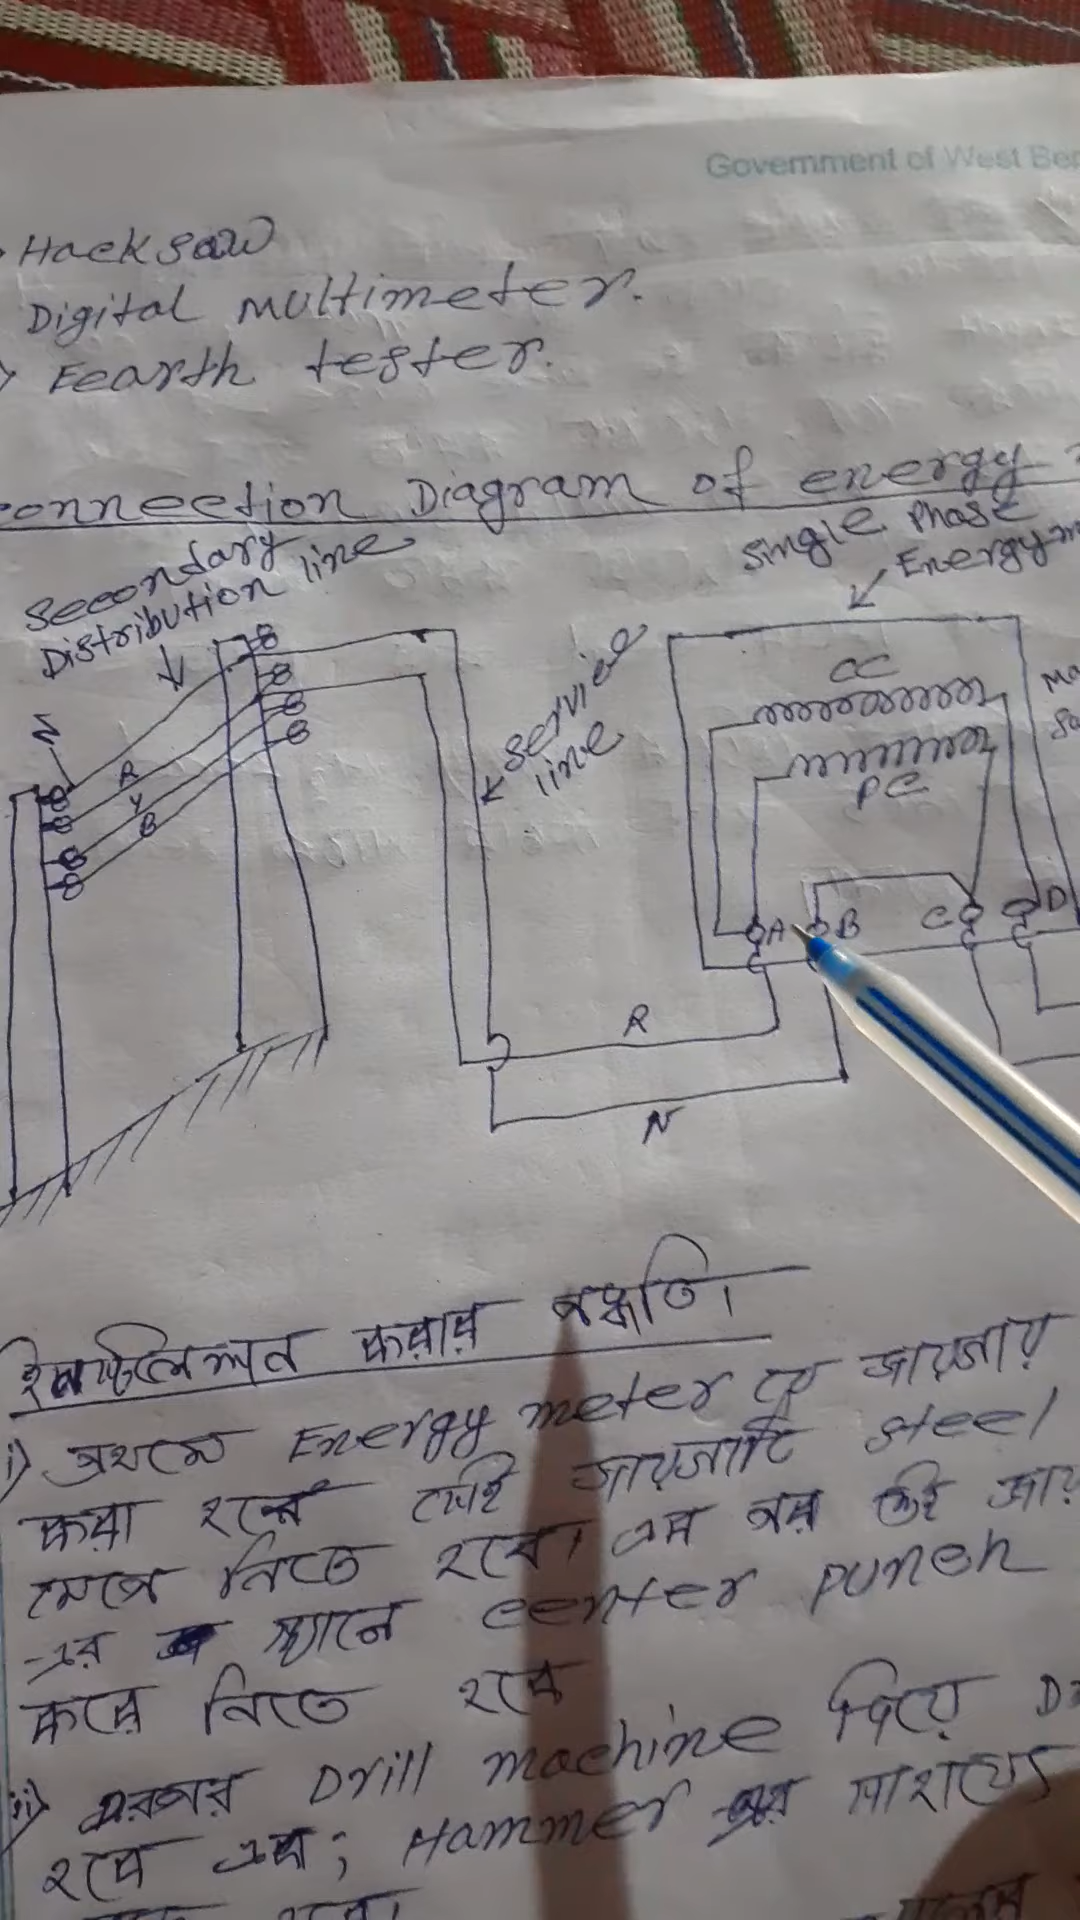 Government of West Be
Hacksaw
Digital multimeter.
Eearth tester.
connection Diagram of energy
Secondary
Distribution line
Single Phase
Energy m
service
line
CC
PC
N
R
Y
B
A
B
C
D
R
N
ইনস্টলেশন করার পদ্ধতি।
i) প্রথমে Energy meter যে জায়গায়
করা হবে সেই জায়গাটি steel
মেপে নিতে হবে। এর পর ঐ জায়
-এর স্থানে center punch
করে নিতে হবে
ii) এরপর Drill machine দিয়ে D
হবে এবং; Hammer এর সাহায্যে